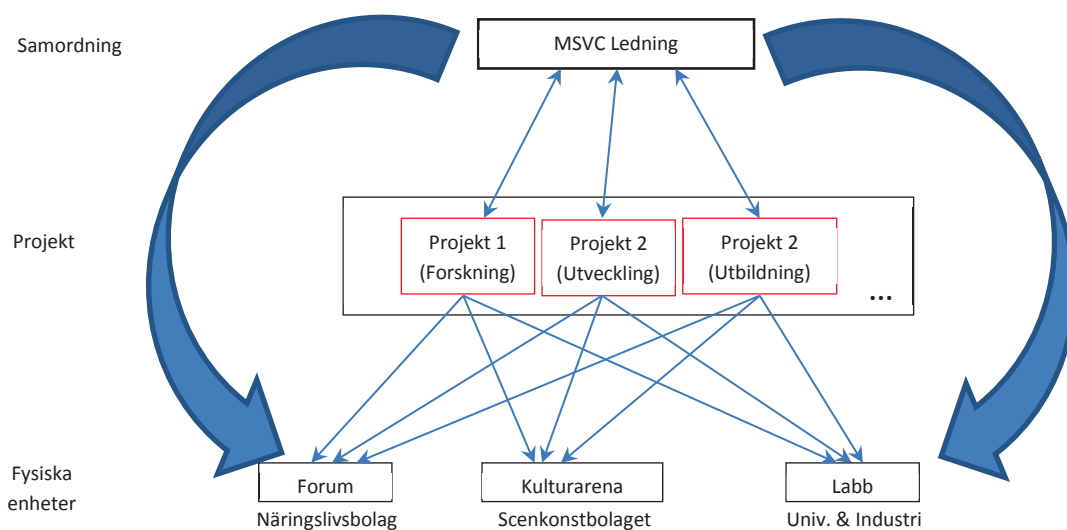 Samordning
MSVC Ledning
Projekt
Projekt 1
(Forskning)
Projekt 2
(Utveckling)
Projekt 2
(Utbildning)
...
Fysiska
enheter
Forum
Näringslivsbolag
Kulturarena
Scenkonstbolaget
Labb
Univ. & Industri